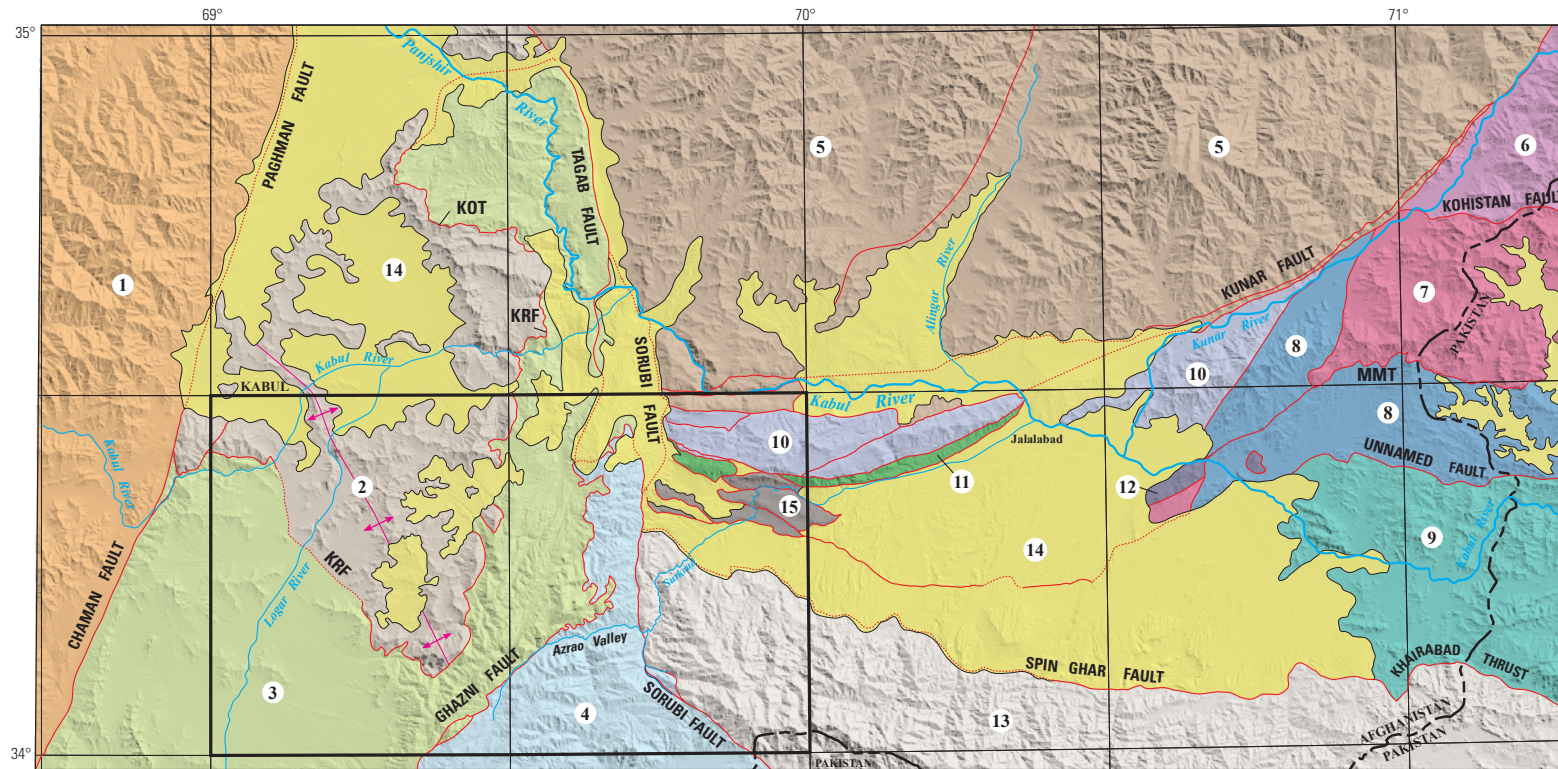 69°
70°
71°
35°
Panjshir
River
PAGHMAN FAULT
5
5
6
TAGAB FAULT
KOT
KOHISTAN FAULT
Alingar River
KUNAR FAULT
14
1
7
PAKISTAN
KRF
Kunar River
8
SORUBI FAULT
Kabul River
KABUL
10
MMT
Kabul River
8
10
Jalalabad
UNNAMED FAULT
Kabul River
2
11
12
15
Kabul River
9
14
CHAMAN FAULT
KRF
Logar River
Azrao Valley
SPIN GHAR FAULT
KHAIRABAD THRUST
GHAZNI FAULT
3
4
SORUBI FAULT
13
AFGHANISTAN
PAKISTAN
34°
PAKISTAN